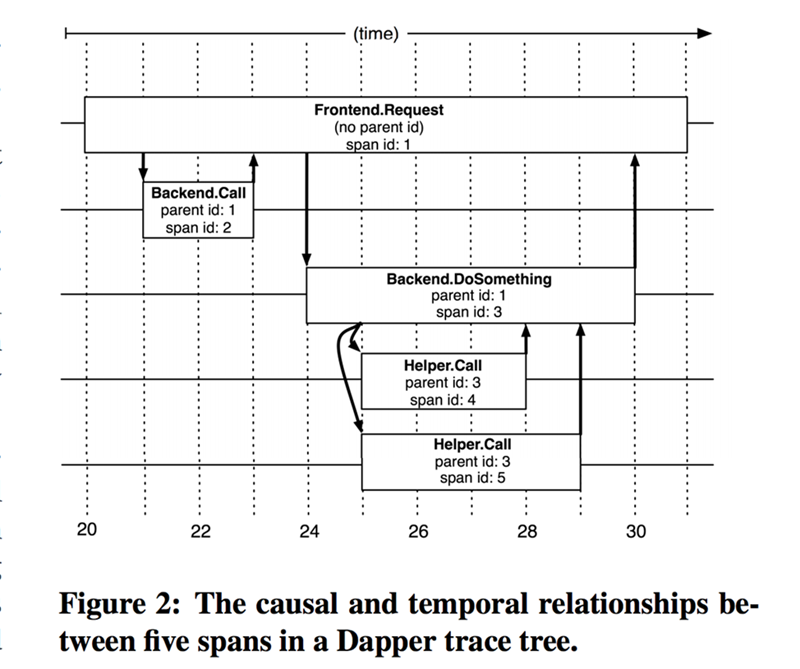 (time)
Frontend.Request
(no parent id)
span id: 1
Backend.Call
parent id: 1
span id: 2
Backend.DoSomething
parent id: 1
span id: 3
Helper.Call
parent id: 3
span id: 4
Helper.Call
parent id: 3
span id: 5
20 22 24 26 28 30
Figure 2: The causal and temporal relationships be-
tween five spans in a Dapper trace tree.